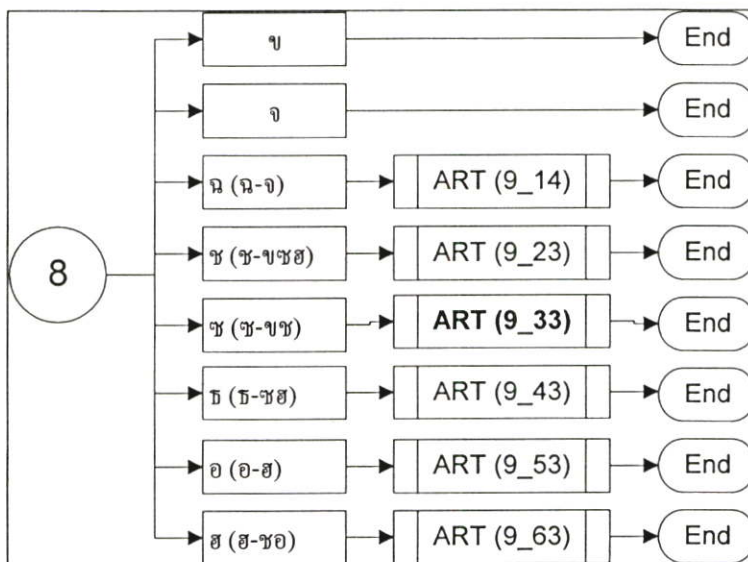 ข End
จ End
ฉ (ฉ-จ) ART (9_14) End
ช (ช-ขซฮ) ART (9_23) End
8
ซ (ซ-ขช) ART (9_33) End
ธ (ธ-ซฮ) ART (9_43) End
อ (อ-ฮ) ART (9_53) End
ฮ (ฮ-ชอ) ART (9_63) End